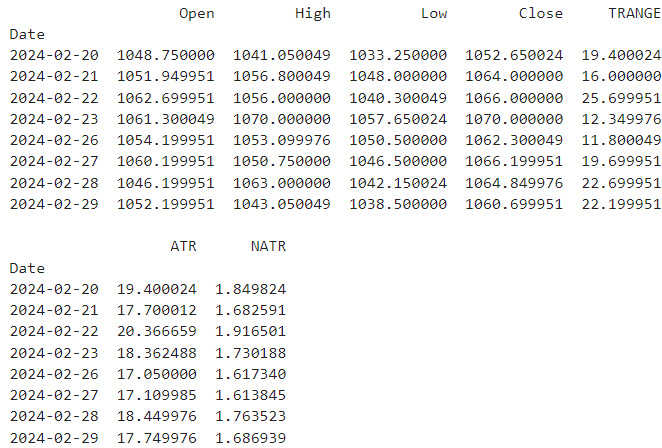 Open High Low Close TRANGE
Date
2024-02-20 1048.750000 1041.050049 1033.250000 1052.650024 19.400024
2024-02-21 1051.949951 1056.800049 1048.000000 1064.000000 16.000000
2024-02-22 1062.699951 1056.000000 1040.300049 1066.000000 25.699951
2024-02-23 1061.300049 1070.000000 1057.650024 1070.000000 12.349976
2024-02-26 1054.199951 1053.099976 1050.500000 1062.300049 11.800049
2024-02-27 1060.199951 1050.750000 1046.500000 1066.199951 19.699951
2024-02-28 1046.199951 1063.000000 1042.150024 1064.849976 22.699951
2024-02-29 1052.199951 1043.050049 1038.500000 1060.699951 22.199951
ATR NATR
Date
2024-02-20 19.400024 1.849824
2024-02-21 17.700012 1.682591
2024-02-22 20.366659 1.916501
2024-02-23 18.362488 1.730188
2024-02-26 17.050000 1.617340
2024-02-27 17.109985 1.613845
2024-02-28 18.449976 1.763523
2024-02-29 17.749976 1.686939